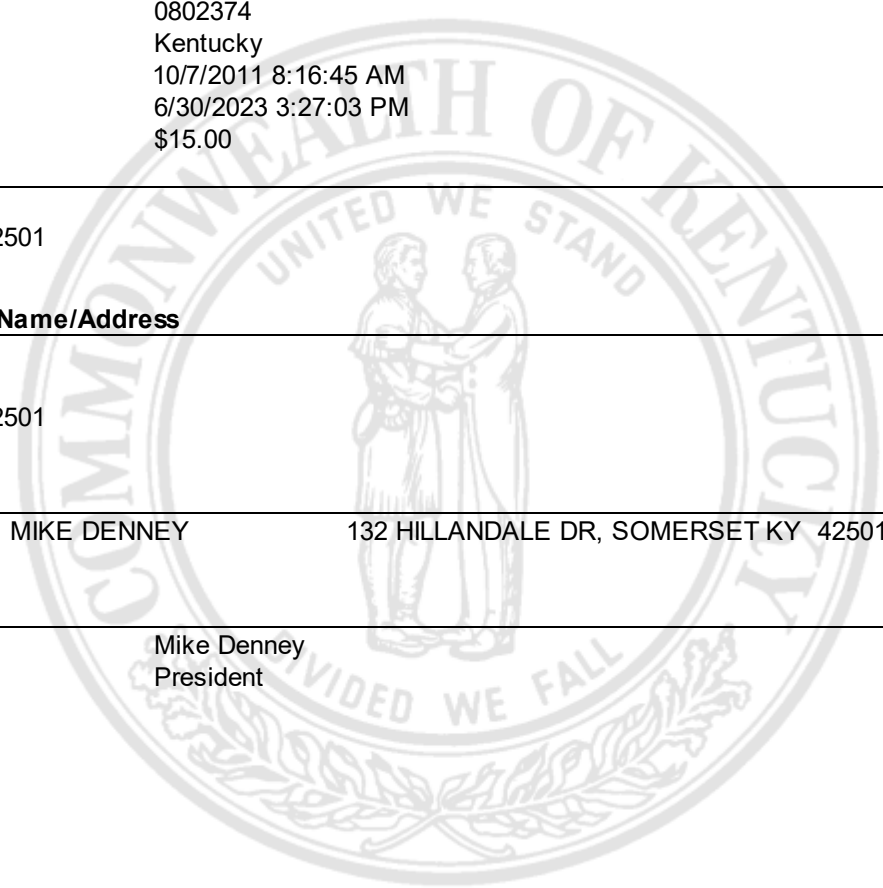 0802374
Kentucky
10/7/2011 8:16:45 AM
6/30/2023 3:27:03 PM
$15.00
2501
Name/Address
2501
MIKE DENNEY 132 HILLANDALE DR, SOMERSET KY 42501
Mike Denney
President
COMMONWEALTH OF KENTUCKY
UNITED WE STAND
DIVIDED WE FALL